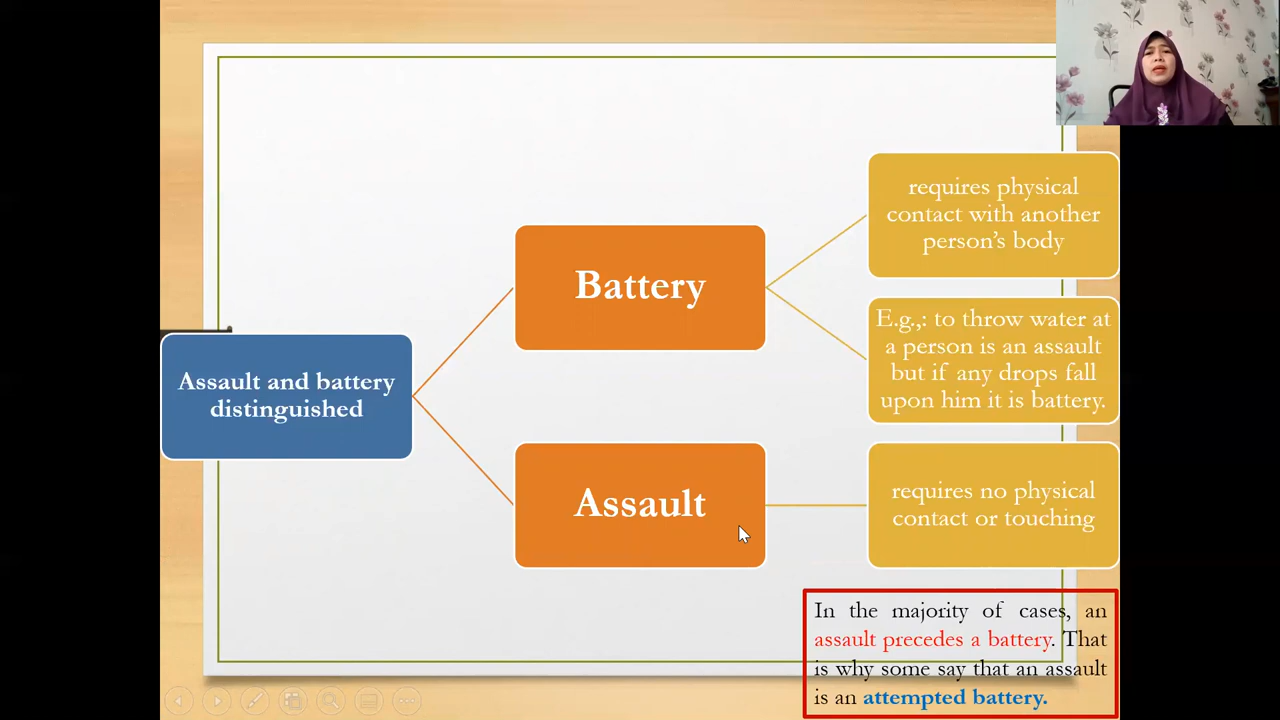 Assault and battery
distinguished
Battery
requires physical
contact with another
person’s body
E.g.,: to throw water at
a person is an assault
but if any drops fall
upon him it is battery.
Assault
requires no physical
contact or touching
In the majority of cases, an
assault precedes a battery. That
is why some say that an assault
is an attempted battery.